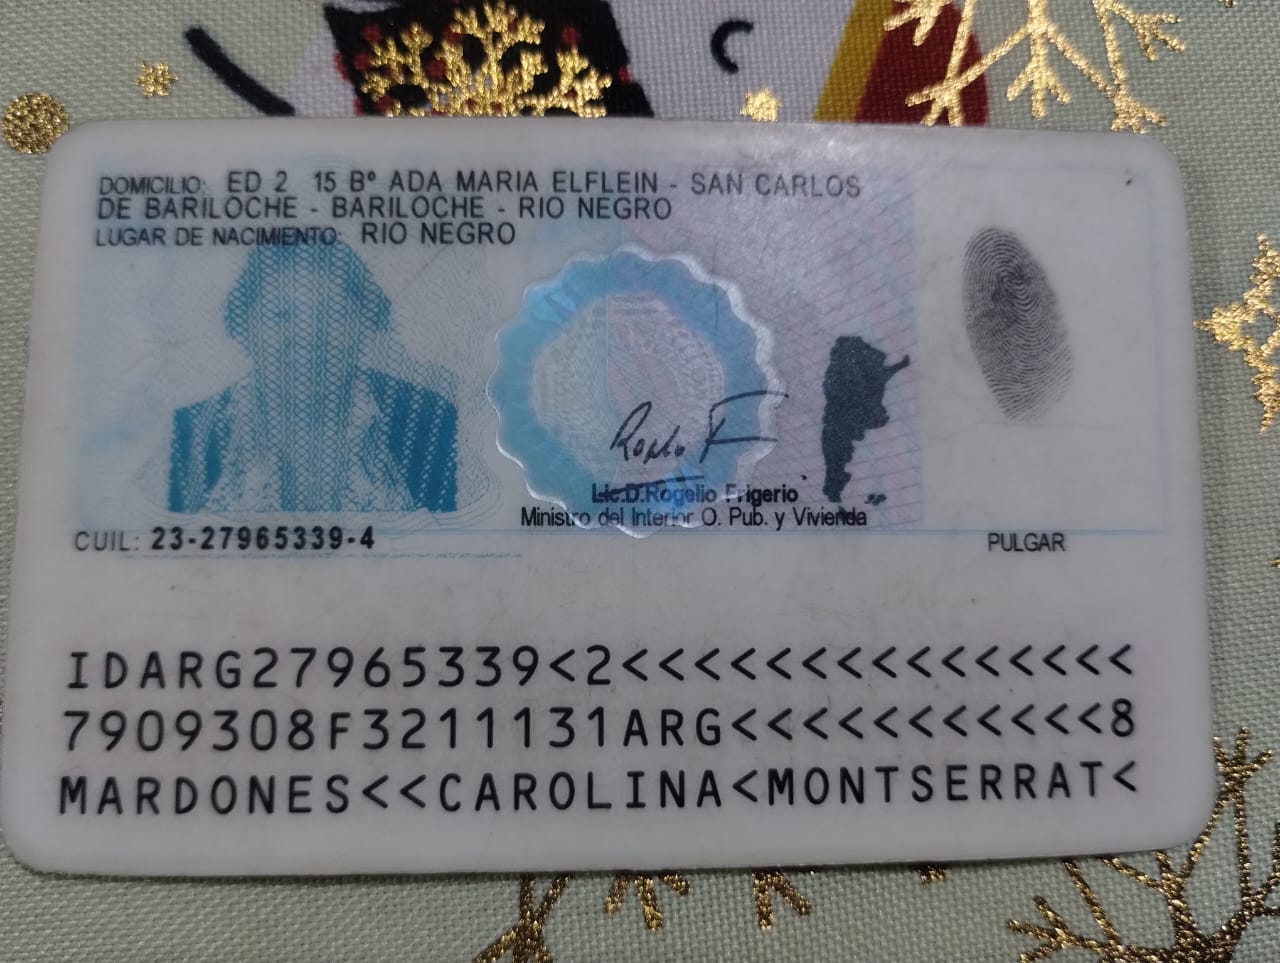 DOMICILIO: ED 2 15 Bº ADA MARIA ELFLEIN - SAN CARLOS
DE BARILOCHE - BARILOCHE - RIO NEGRO
LUGAR DE NACIMIENTO: RIO NEGRO
Lic.D.Rogelio Frigerio
Ministro del Interior O. Pub. y Vivienda
CUIL: 23-27965339-4
PULGAR
IDARG27965339<2<<<<<<<<<<<<<<<
7909308F3211131ARG<<<<<<<<<<<8
MARDONES<<CAROLINA<MONTSERRAT<